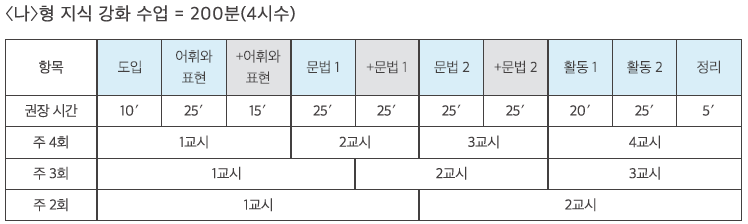 〈나〉형 지식 강화 수업 = 200분(4시수)
항목 도입 어휘와 표현 +어휘와 표현 문법 1 +문법 1 문법 2 +문법 2 활동 1 활동 2 정리
권장 시간 10′ 25′ 15′ 25′ 25′ 25′ 25′ 20′ 25′ 5′
주 4회 1교시 2교시 3교시 4교시
주 3회 1교시 2교시 3교시
주 2회 1교시 2교시